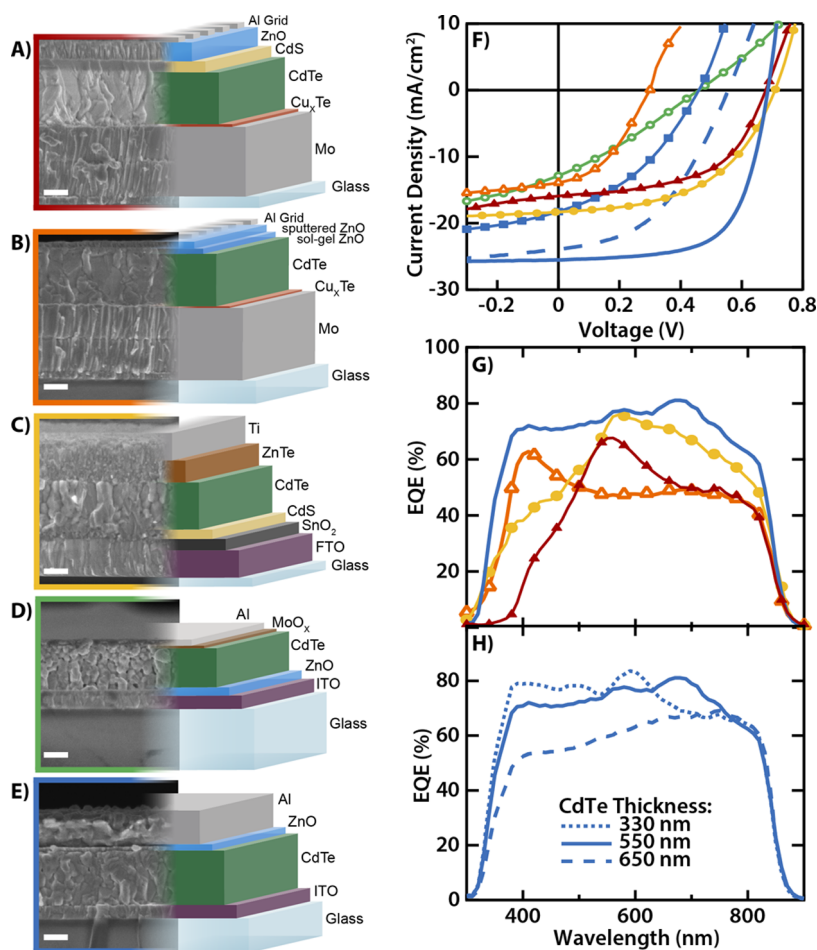 A)
Al Grid
ZnO
CdS
CdTe
CuXTe
Mo
Glass
B)
Al Grid
sputtered ZnO
sol-gel ZnO
CdTe
CuXTe
Mo
Glass
C)
Ti
ZnTe
CdTe
CdS
SnO2
FTO
Glass
D)
Al
MoOx
CdTe
ZnO
ITO
Glass
E)
Al
ZnO
CdTe
ITO
Glass
F)
Current Density (mA/cm²)
10
0
-10
-20
-30
-0.2 0 0.2 0.4 0.6 0.8
Voltage (V)
G)
EQE (%)
100
80
60
40
20
H)
EQE (%)
80
60
40
20
0
CdTe Thickness:
330 nm
550 nm
650 nm
400 600 800
Wavelength (nm)